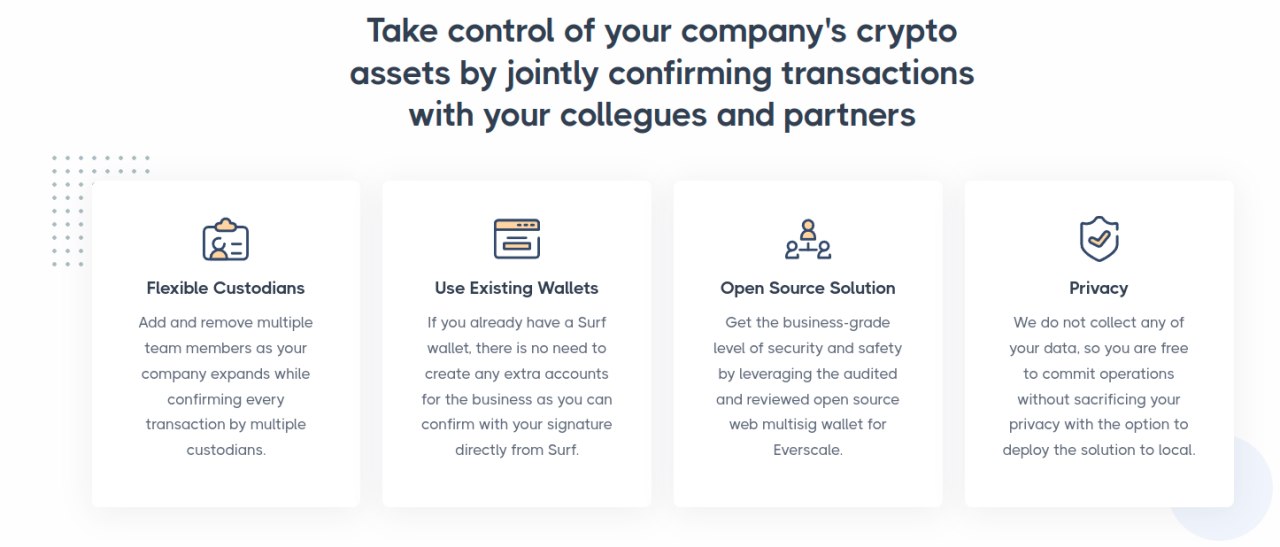 Take control of your company's crypto
assets by jointly confirming transactions
with your collegues and partners
Flexible Custodians
Add and remove multiple
team members as your
company expands while
confirming every
transaction by multiple
custodians.
Use Existing Wallets
If you already have a Surf
wallet, there is no need to
create any extra accounts
for the business as you can
confirm with your signature
directly from Surf.
Open Source Solution
Get the business-grade
level of security and safety
by leveraging the audited
and reviewed open source
web multisig wallet for
Everscale.
Privacy
We do not collect any of
your data, so you are free
to commit operations
without sacrificing your
privacy with the option to
deploy the solution to local.